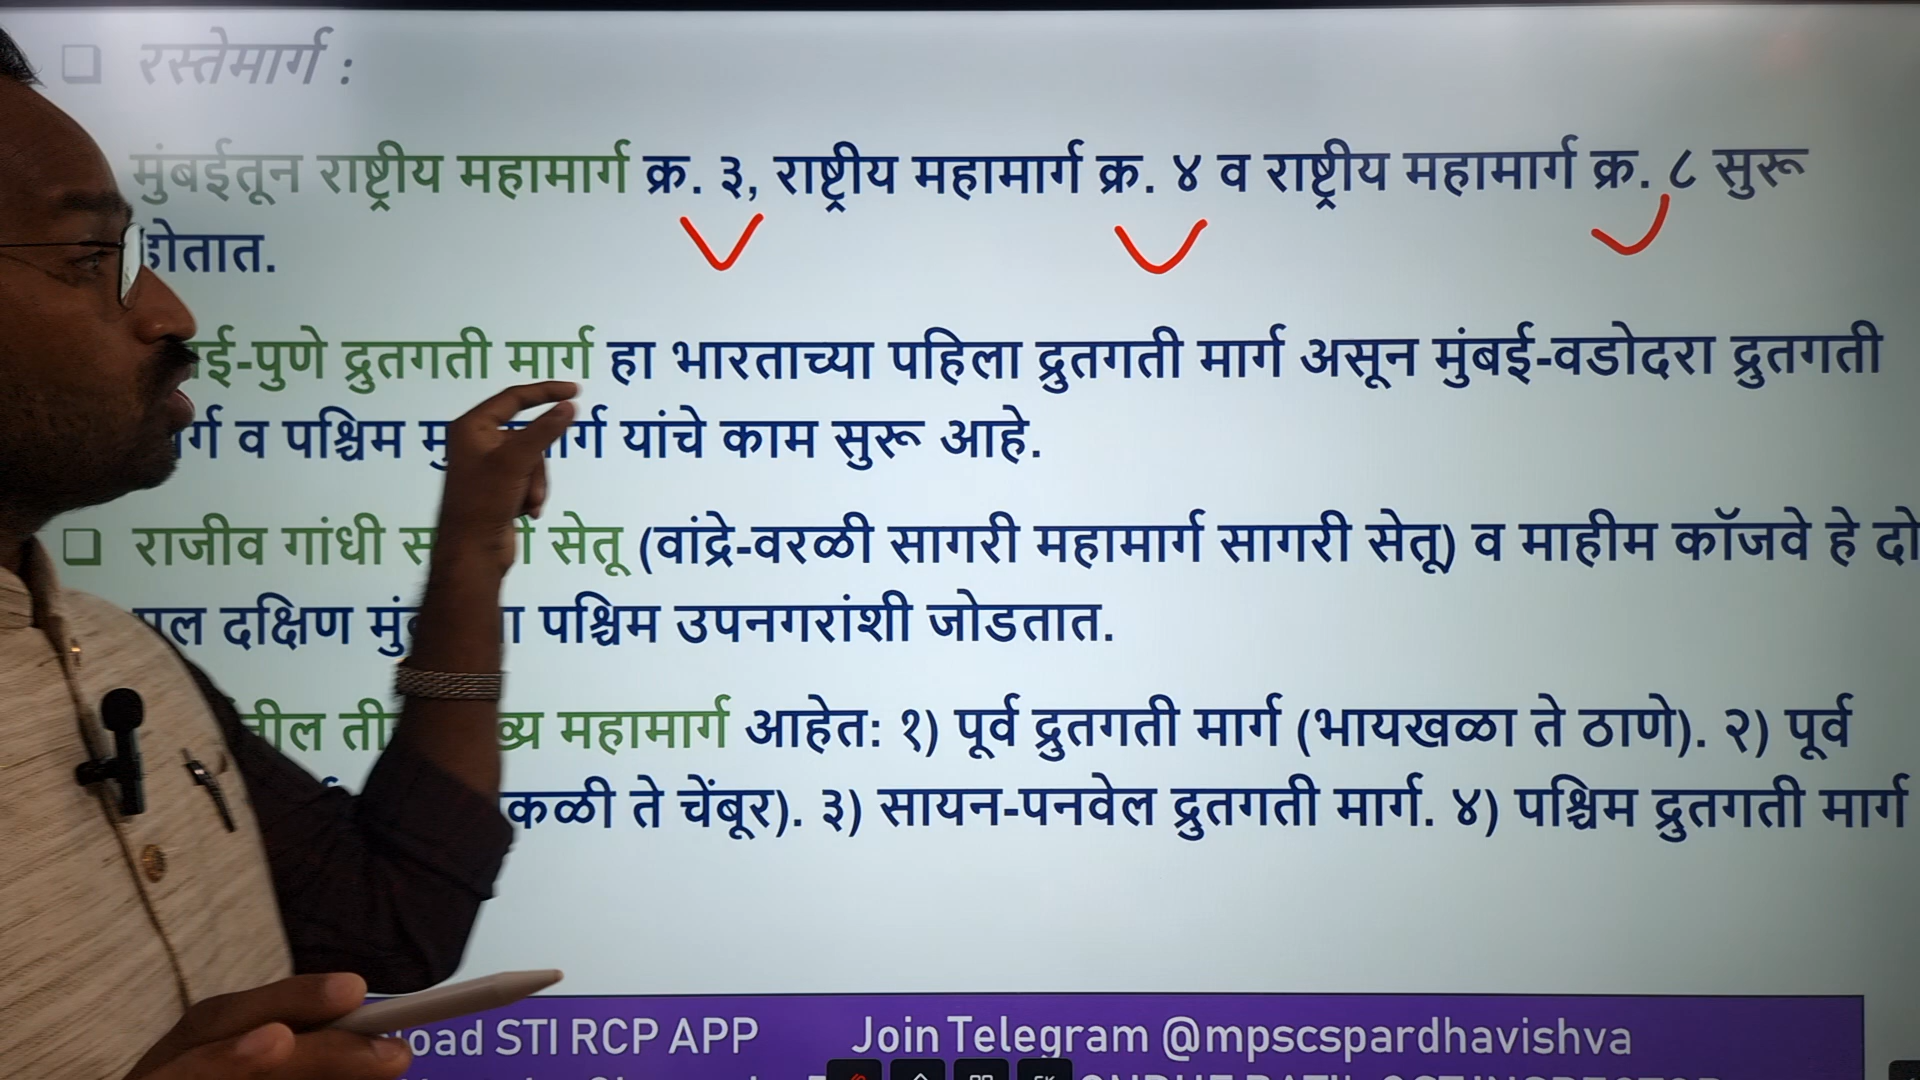 ❑ रस्तेमार्ग :
मुंबईतून राष्ट्रीय महामार्ग क्र. ३, राष्ट्रीय महामार्ग क्र. ४ व राष्ट्रीय महामार्ग क्र. ८ सुरू
होतात.
ई-पुणे द्रुतगती मार्ग हा भारताच्या पहिला द्रुतगती मार्ग असून मुंबई-वडोदरा द्रुतगती
र्ग व पश्चिम यांचे काम सुरू आहे.
❑ राजीव गांधी सेतू (वांद्रे-वरळी सागरी महामार्ग सागरी सेतू) व माहीम कॉजवे हे दो
दक्षिण पश्चिम उपनगरांशी जोडतात.
तील महामार्ग आहेत: १) पूर्व द्रुतगती मार्ग (भायखळा ते ठाणे). २) पूर्व
कळी ते चेंबूर). ३) सायन-पनवेल द्रुतगती मार्ग. ४) पश्चिम द्रुतगती मार्ग
oad STI RCP APP Join Telegram @mpscspardhavishva